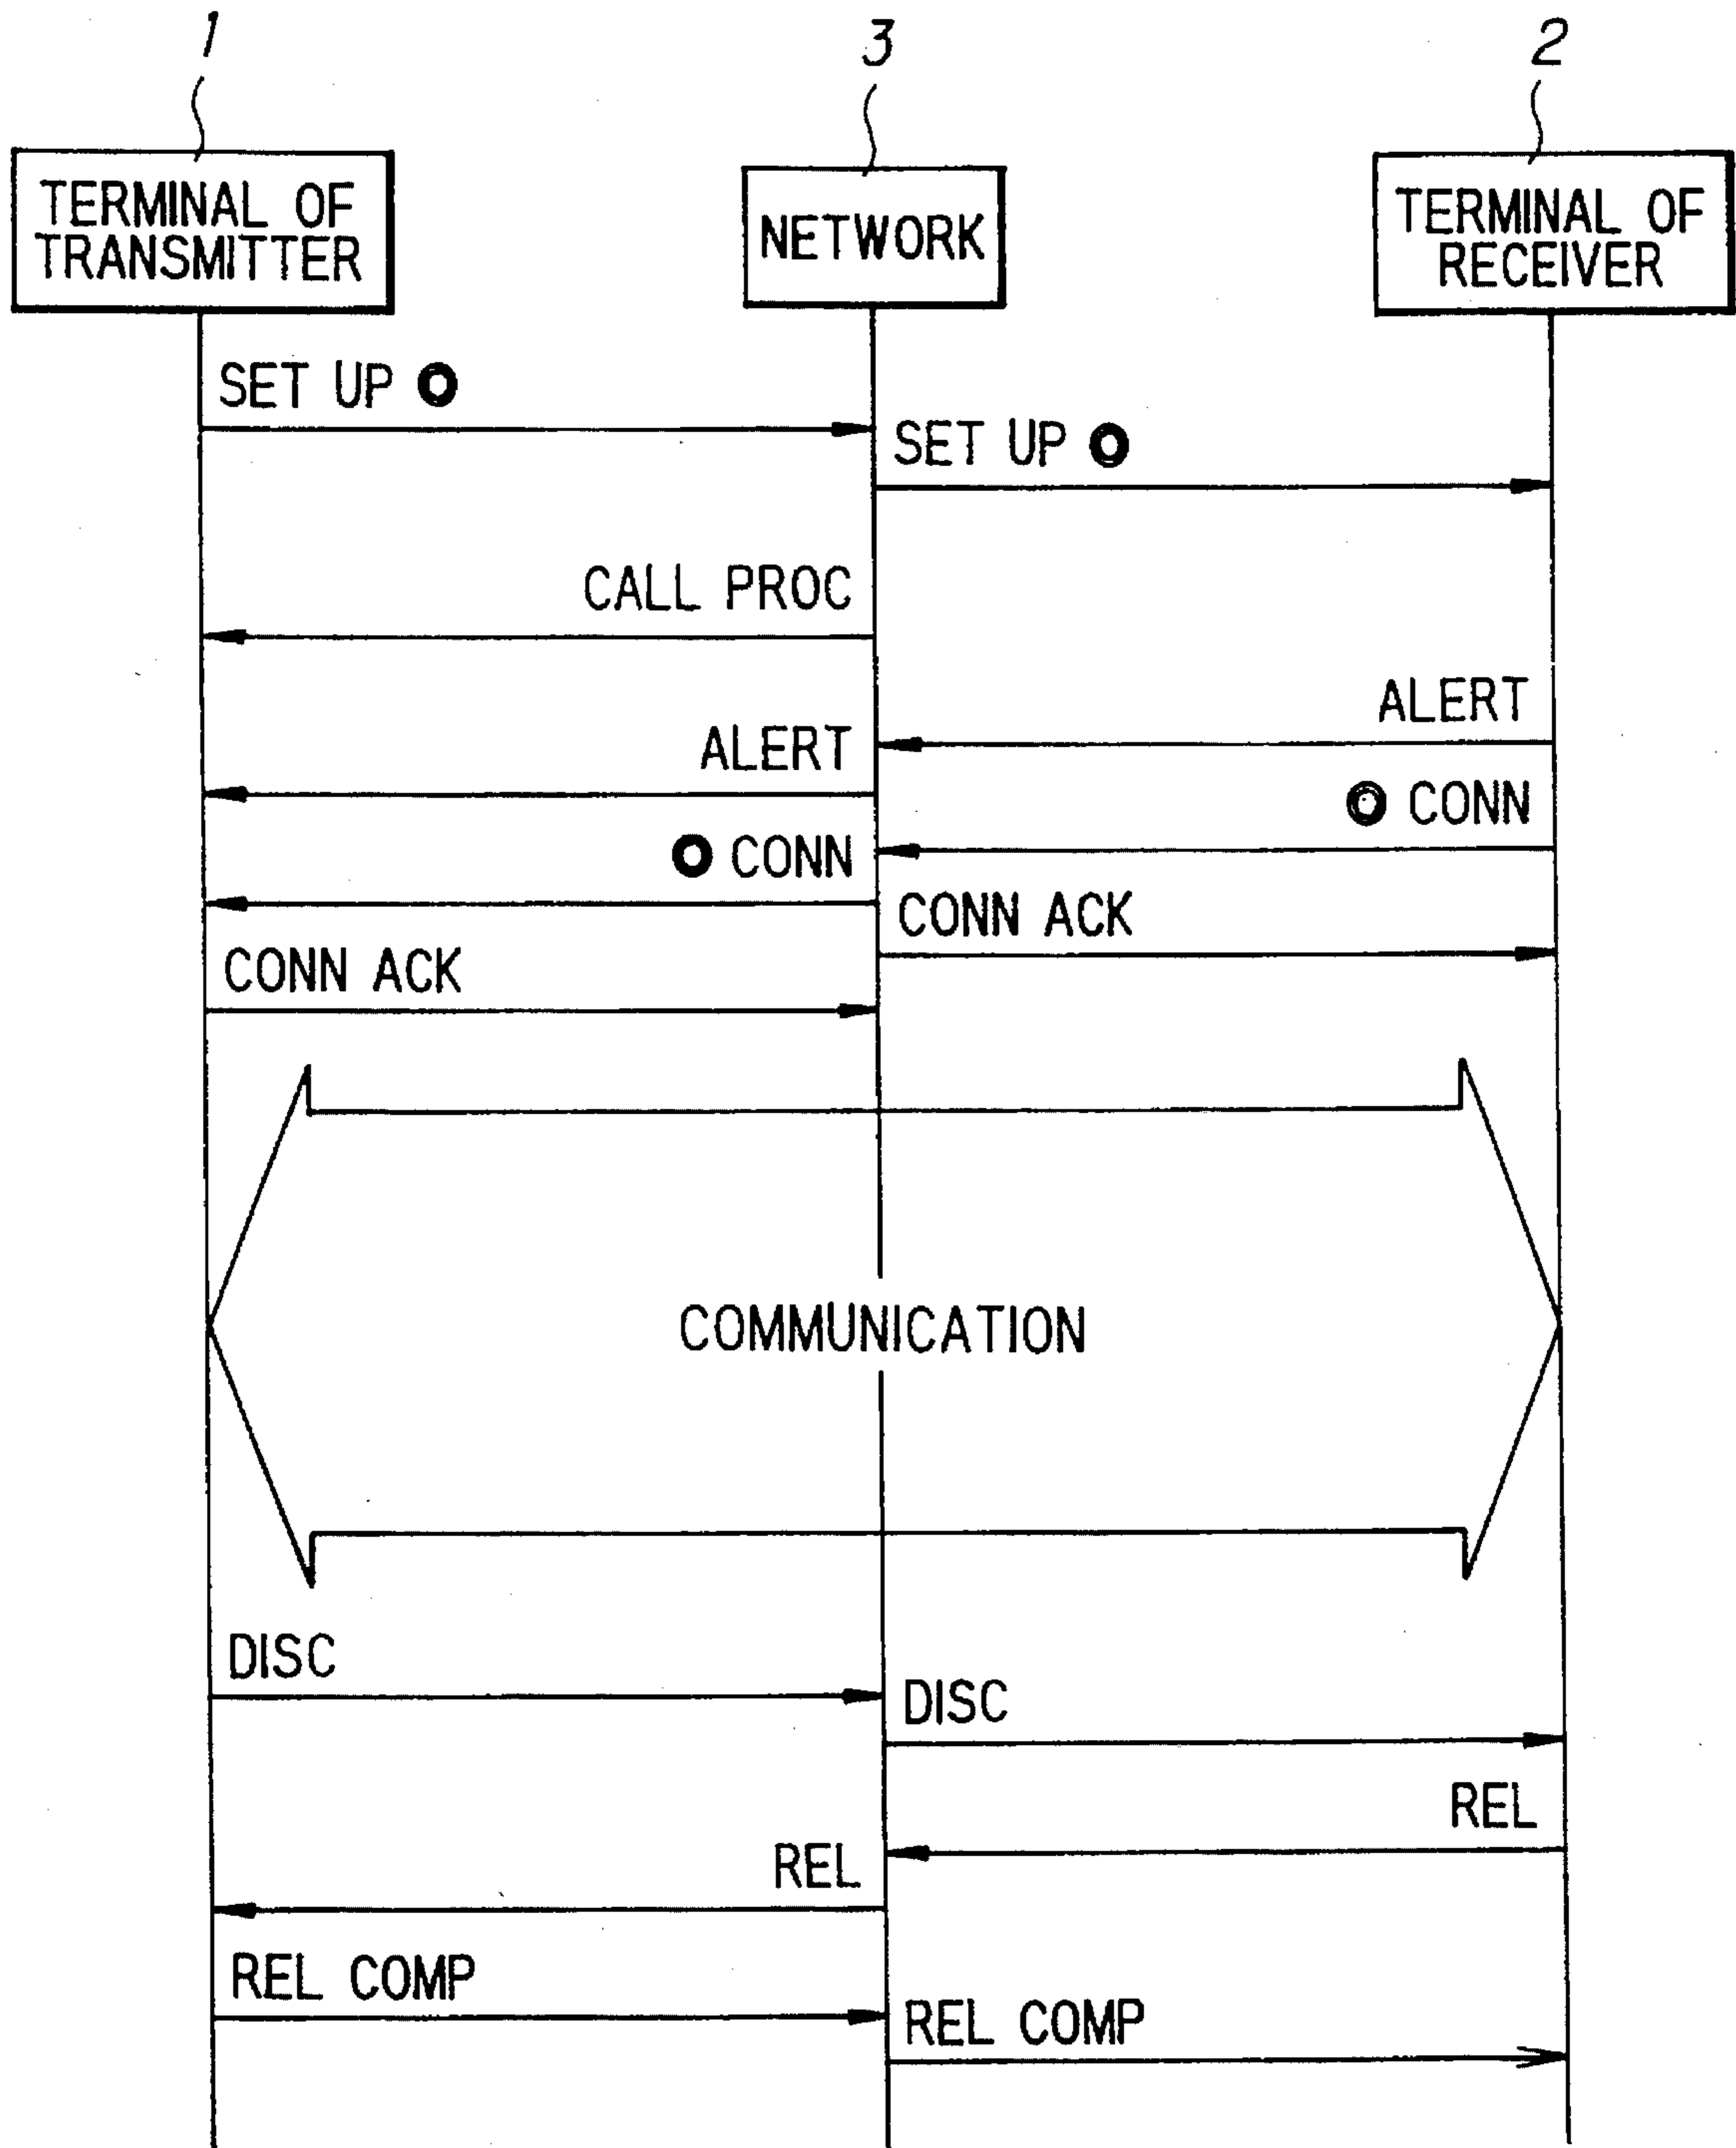 1
3
2
TERMINAL OF
TRANSMITTER
NETWORK
TERMINAL OF
RECEIVER
SET UP ◎
SET UP ◎
CALL PROC
ALERT
ALERT
◎ CONN
◎ CONN
CONN ACK
CONN ACK
COMMUNICATION
DISC
DISC
REL
REL
REL COMP
REL COMP